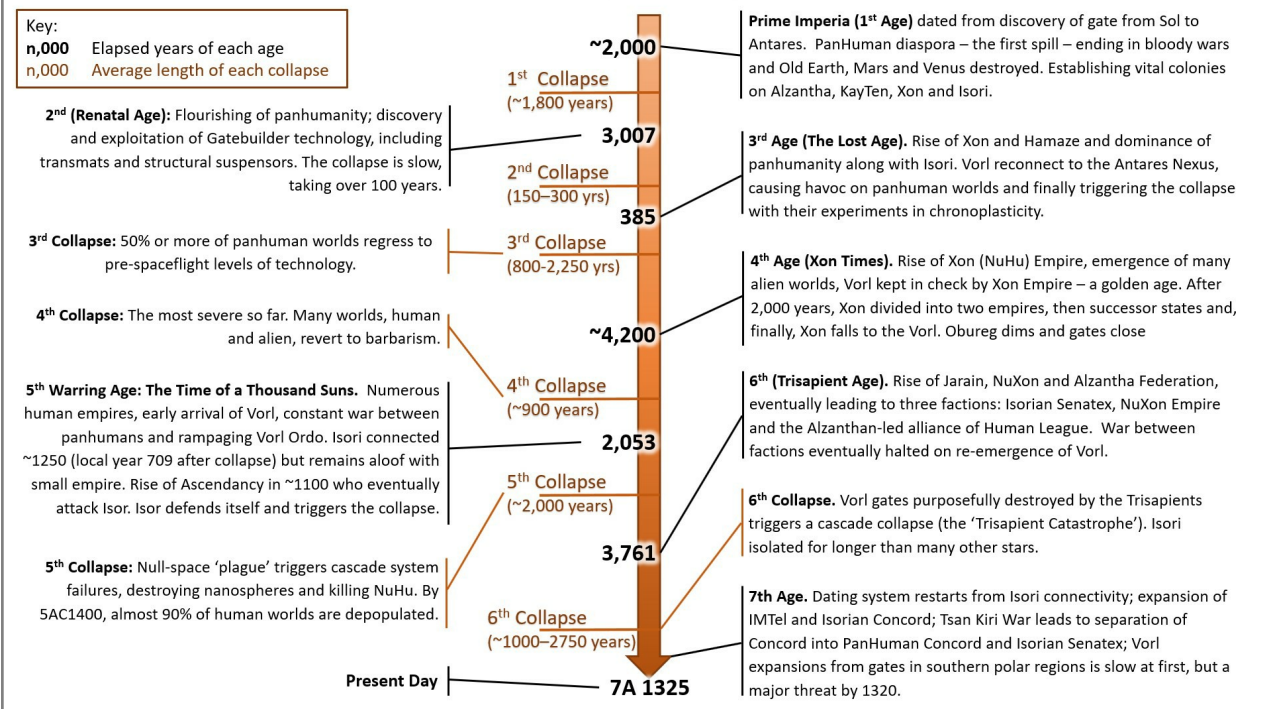 Key:
n,000 Elapsed years of each age
n,000 Average length of each collapse
~2,000
Prime Imperia (1st Age) dated from discovery of gate from Sol to
Antares. PanHuman diaspora – the first spill – ending in bloody wars
and Old Earth, Mars and Venus destroyed. Establishing vital colonies
on Alzantha, KayTen, Xon and Isori.
1st Collapse
(~1,800 years)
2nd (Renatal Age): Flourishing of panhumanity; discovery
and exploitation of Gatebuilder technology, including
transmats and structural suspensors. The collapse is slow,
taking over 100 years.
3,007
2nd Collapse
(150–300 yrs)
3rd Age (The Lost Age). Rise of Xon and Hamaze and dominance of
panhumanity along with Isori. Vorl reconnect to the Antares Nexus,
causing havoc on panhuman worlds and finally triggering the collapse
with their experiments in chronoplasticity.
385
3rd Collapse: 50% or more of panhuman worlds regress to
pre-spaceflight levels of technology.
3rd Collapse
(800-2,250 yrs)
4th Age (Xon Times). Rise of Xon (NuHu) Empire, emergence of many
alien worlds, Vorl kept in check by Xon Empire – a golden age. After
2,000 years, Xon divided into two empires, then successor states and,
finally, Xon falls to the Vorl. Obureg dims and gates close
~4,200
4th Collapse: The most severe so far. Many worlds, human
and alien, revert to barbarism.
4th Collapse
(~900 years)
5th Warring Age: The Time of a Thousand Suns. Numerous
human empires, early arrival of Vorl, constant war between
panhumans and rampaging Vorl Ordo. Isori connected
~1250 (local year 709 after collapse) but remains aloof with
small empire. Rise of Ascendancy in ~1100 who eventually
attack Isor. Isor defends itself and triggers the collapse.
2,053
5th Collapse
(~2,000 years)
6th (Trisapient Age). Rise of Jarain, NuXon and Alzantha Federation,
eventually leading to three factions: Isorian Senatex, NuXon Empire
and the Alzanthan-led alliance of Human League. War between
factions eventually halted on re-emergence of Vorl.
3,761
5th Collapse: Null-space ‘plague’ triggers cascade system
failures, destroying nanospheres and killing NuHu. By
5AC1400, almost 90% of human worlds are depopulated.
6th Collapse
(~1000–2750 years)
6th Collapse. Vorl gates purposefully destroyed by the Trisapients
triggers a cascade collapse (the ‘Trisapient Catastrophe’). Isori
isolated for longer than many other stars.
7th Age. Dating system restarts from Isori connectivity; expansion of
IMTel and Isorian Concord; Tsan Kiri War leads to separation of
Concord into PanHuman Concord and Isorian Senatex; Vorl
expansions from gates in southern polar regions is slow at first, but a
major threat by 1320.
Present Day
7A 1325